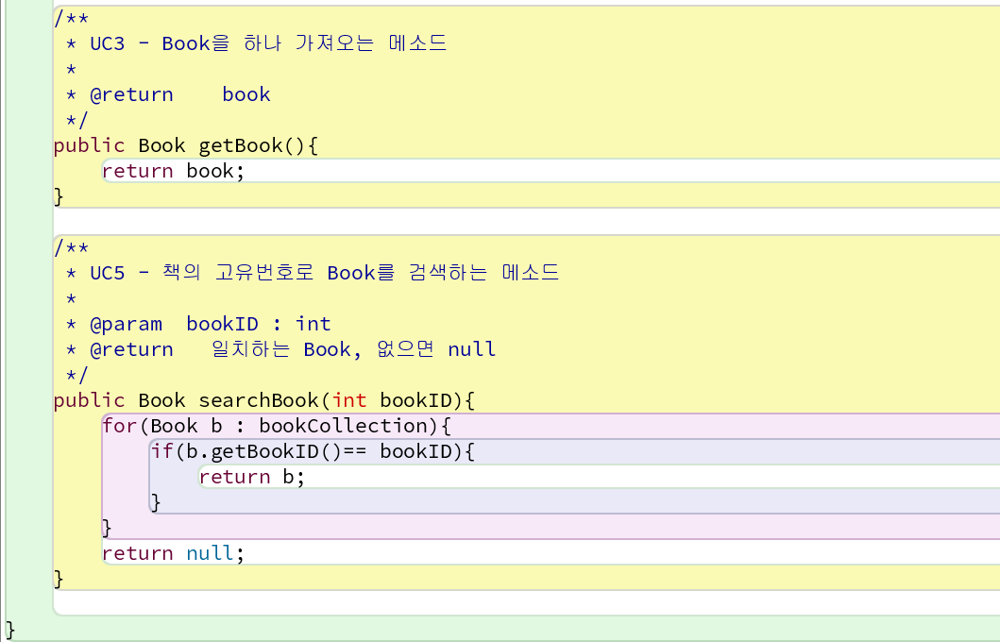 /**
 * UC3 - Book을 하나 가져오는 메소드
 *
 * @return    book
 */
public Book getBook(){
    return book;
}
/**
 * UC5 - 책의 고유번호로 Book를 검색하는 메소드
 *
 * @param  bookID : int
 * @return   일치하는 Book, 없으면 null
 */
public Book searchBook(int bookID){
    for(Book b : bookCollection){
        if(b.getBookID()== bookID){
            return b;
        }
    }
    return null;
}
}